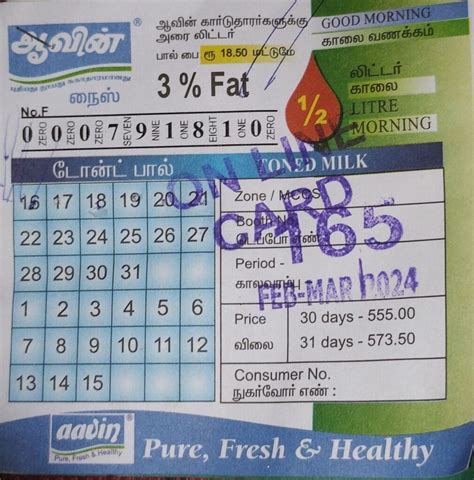 ஆவின்
நைஸ்
ஆவின் கார்டுதாரர்களுக்கு
அரை லிட்டர்
பால் பை ரூ 18.50 மட்டுமே
3 % Fat
GOOD MORNING
காலை வணக்கம்
½
லிட்டர்
காலை
LITRE
MORNING
No.F
0 ZERO 0 ZERO 0 ZERO 7 SEVEN 9 NINE 1 ONE 8 EIGHT 1 ONE 0 ZERO
டோன்ட் பால்
TONED MILK
16 17 18 19 20 21
22 23 24 25 26 27
28 29 30 31
1 2 3 4 5 6
7 8 9 10 11 12
13 14 15
ON LINE
CARD
Zone / MCOS
Booth No.
டெப்போ எண்
165
Period -
காலவரம்பு
FEB-MAR 2024
Price 30 days - 555.00
விலை 31 days - 573.50
Consumer No.
நுகர்வோர் எண் :
aavin
Pure, Fresh & Healthy
Pure, Fresh & Healthy